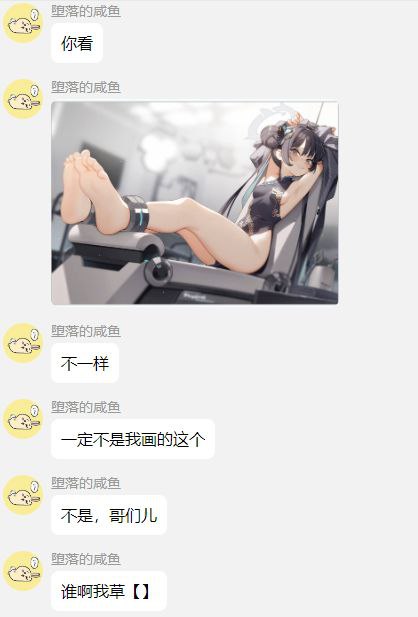 堕落的咸鱼
你看
堕落的咸鱼
堕落的咸鱼
不一样
堕落的咸鱼
一定不是我画的这个
堕落的咸鱼
不是，哥们儿
堕落的咸鱼
谁啊我草【】